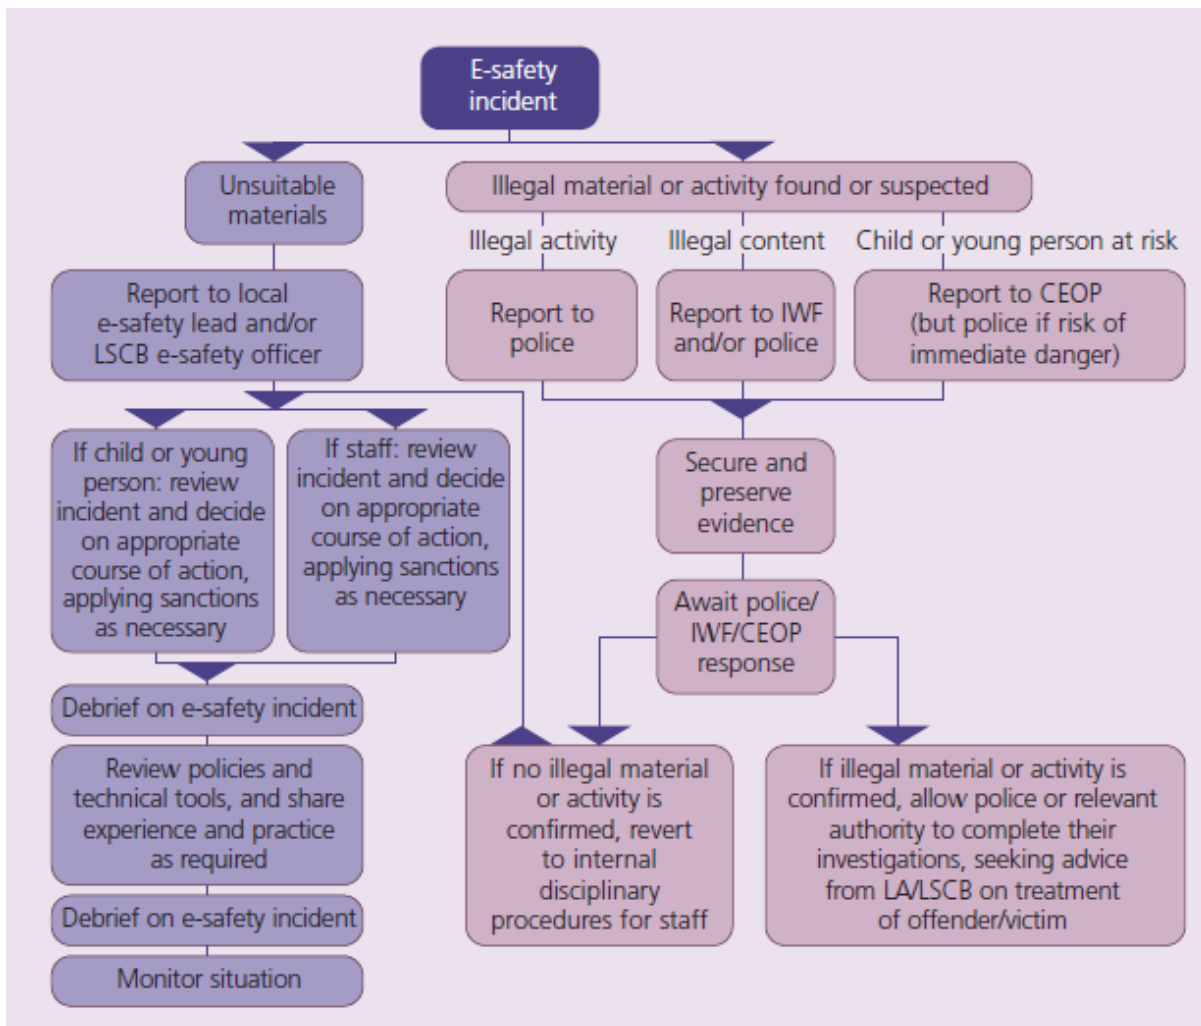 E-safety
incident
Unsuitable
materials
Illegal material or activity found or suspected
Illegal activity
Illegal content
Child or young person at risk
Report to local
e-safety lead and/or
LSCB e-safety officer
Report to
police
Report to IWF
and/or police
Report to CEOP
(but police if risk of
immediate danger)
If child or young
person: review
incident and decide
on appropriate
course of action,
applying sanctions
as necessary
If staff: review
incident and decide
on appropriate
course of action,
applying sanctions
as necessary
Secure and
preserve
evidence
Await police/
IWF/CEOP
response
Debrief on e-safety incident
Review policies and
technical tools, and share
experience and practice
as required
Debrief on e-safety incident
Monitor situation
If no illegal material
or activity is
confirmed, revert
to internal
disciplinary
procedures for staff
If illegal material or activity is
confirmed, allow police or relevant
authority to complete their
investigations, seeking advice
from LA/LSCB on treatment
of offender/victim